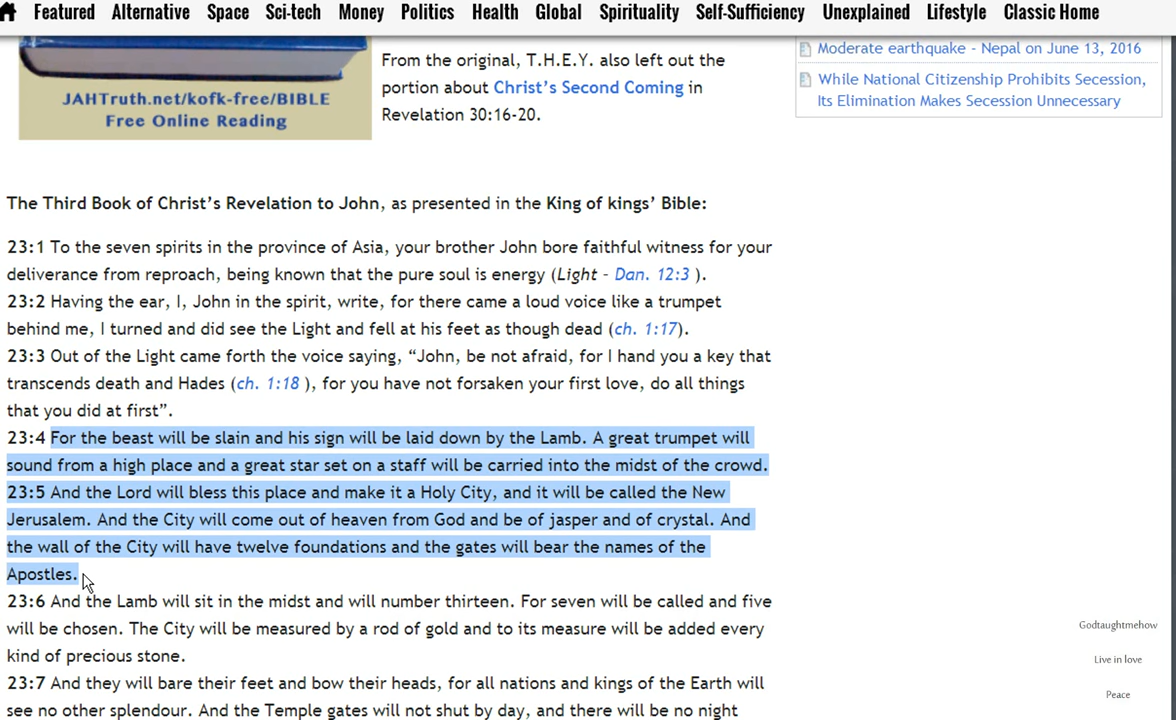 Featured Alternative Space Sci-tech Money Politics Health Global Spirituality Self-Sufficiency Unexplained Lifestyle Classic Home
JAHTruth.net/kofk-free/BIBLE
Free Online Reading
From the original, T.H.E.Y. also left out the
portion about Christ's Second Coming in
Revelation 30:16-20.
Moderate earthquake - Nepal on June 13, 2016
While National Citizenship Prohibits Secession,
Its Elimination Makes Secession Unnecessary
The Third Book of Christ's Revelation to John, as presented in the King of kings' Bible:
23:1 To the seven spirits in the province of Asia, your brother John bore faithful witness for your
deliverance from reproach, being known that the pure soul is energy (Light - Dan. 12:3 ).
23:2 Having the ear, I, John in the spirit, write, for there came a loud voice like a trumpet
behind me, I turned and did see the Light and fell at his feet as though dead (ch. 1:17).
23:3 Out of the Light came forth the voice saying, “John, be not afraid, for I hand you a key that
transcends death and Hades (ch. 1:18 ), for you have not forsaken your first love, do all things
that you did at first”.
23:4 For the beast will be slain and his sign will be laid down by the Lamb. A great trumpet will
sound from a high place and a great star set on a staff will be carried into the midst of the crowd.
23:5 And the Lord will bless this place and make it a Holy City, and it will be called the New
Jerusalem. And the City will come out of heaven from God and be of jasper and of crystal. And
the wall of the City will have twelve foundations and the gates will bear the names of the
Apostles.
23:6 And the Lamb will sit in the midst and will number thirteen. For seven will be called and five
will be chosen. The City will be measured by a rod of gold and to its measure will be added every
kind of precious stone.
23:7 And they will bare their feet and bow their heads, for all nations and kings of the Earth will
see no other splendour. And the Temple gates will not shut by day, and there will be no night
Godtaughtmehow
Live in love
Peace